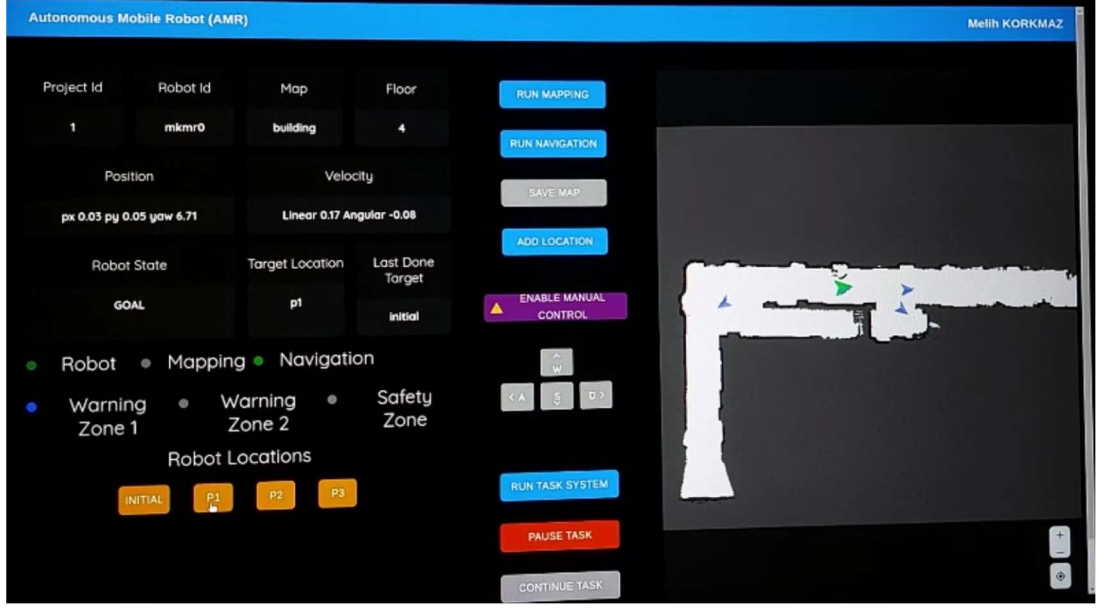 Autonomous Mobile Robot (AMR)
Melih KORKMAZ
Project Id
Robot Id
Map
Floor
1
mkmr0
building
4
Position
Velocity
px 0.03 py 0.05 yaw 6.71
Linear 0.17 Angular -0.08
Robot State
Target Location
Last Done
Target
GOAL
p1
initial
Robot
Mapping
Navigation
Warning
Zone 1
Warning
Zone 2
Safety
Zone
Robot Locations
INITIAL
P1
P2
P3
RUN MAPPING
RUN NAVIGATION
SAVE MAP
ADD LOCATION
ENABLE MANUAL
CONTROL
^
W
< A
S
D >
RUN TASK SYSTEM
PAUSE TASK
CONTINUE TASK
+
−